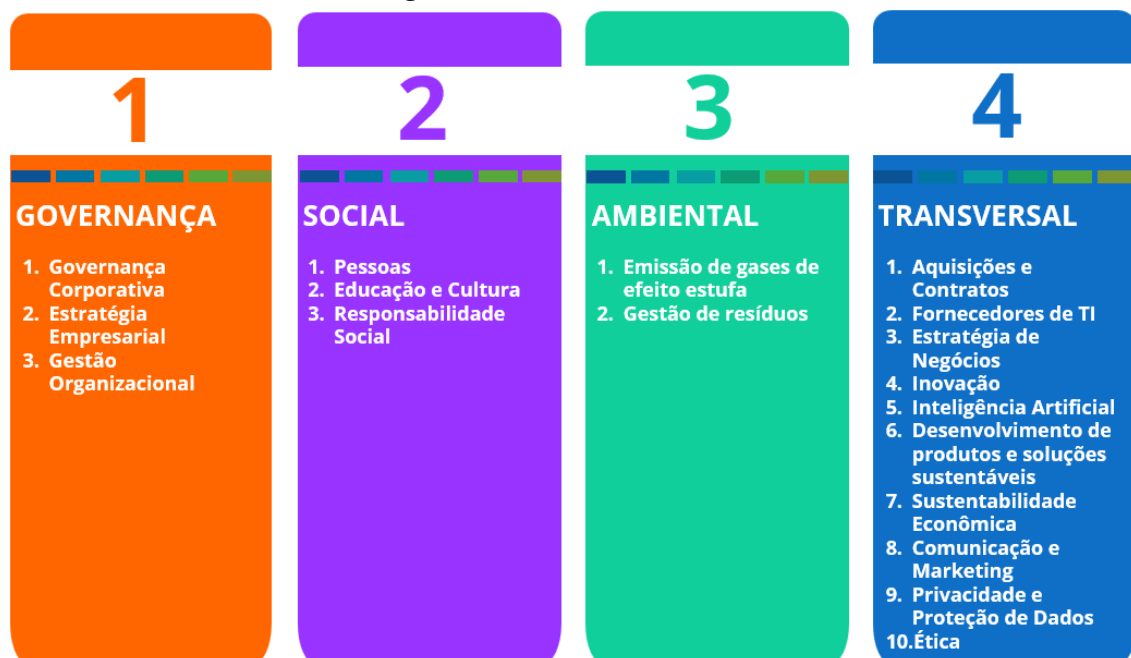 1
GOVERNANÇA
1. Governança
Corporativa
2. Estratégia
Empresarial
3. Gestão
Organizacional
2
SOCIAL
1. Pessoas
2. Educação e Cultura
3. Responsabilidade
Social
3
AMBIENTAL
1. Emissão de gases de
efeito estufa
2. Gestão de resíduos
4
TRANSVERSAL
1. Aquisições e
Contratos
2. Fornecedores de TI
3. Estratégia de
Negócios
4. Inovação
5. Inteligência Artificial
6. Desenvolvimento de
produtos e soluções
sustentáveis
7. Sustentabilidade
Econômica
8. Comunicação e
Marketing
9. Privacidade e
Proteção de Dados
10.Ética